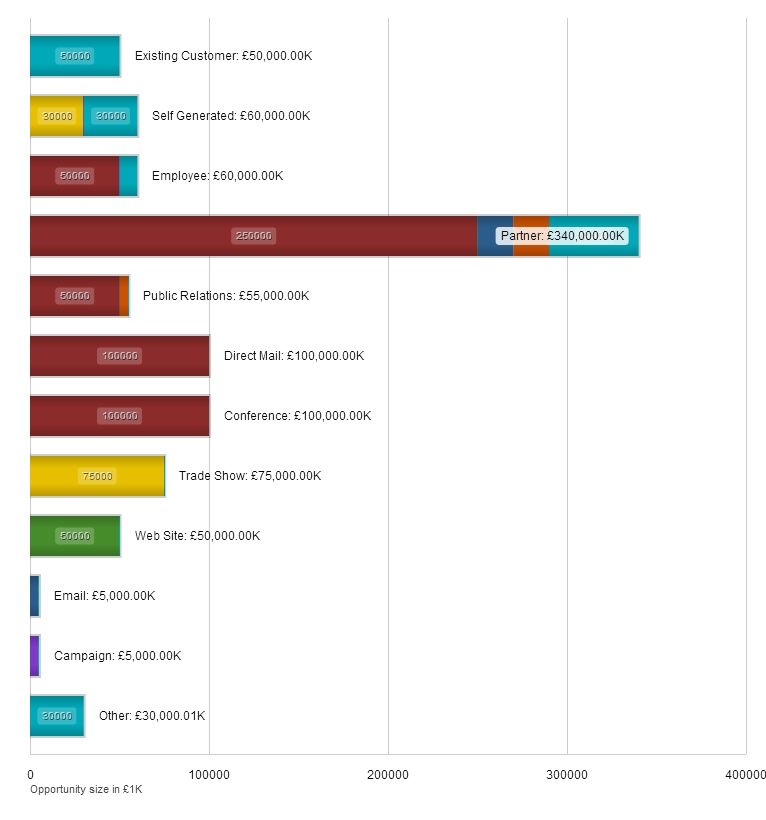 50000 Existing Customer: £50,000.00K
30000 30000 Self Generated: £60,000.00K
50000 Employee: £60,000.00K
250000 Partner: £340,000.00K
50000 Public Relations: £55,000.00K
100000 Direct Mail: £100,000.00K
100000 Conference: £100,000.00K
75000 Trade Show: £75,000.00K
50000 Web Site: £50,000.00K
Email: £5,000.00K
Campaign: £5,000.00K
30000 Other: £30,000.01K
0 100000 200000 300000 400000
Opportunity size in £1K